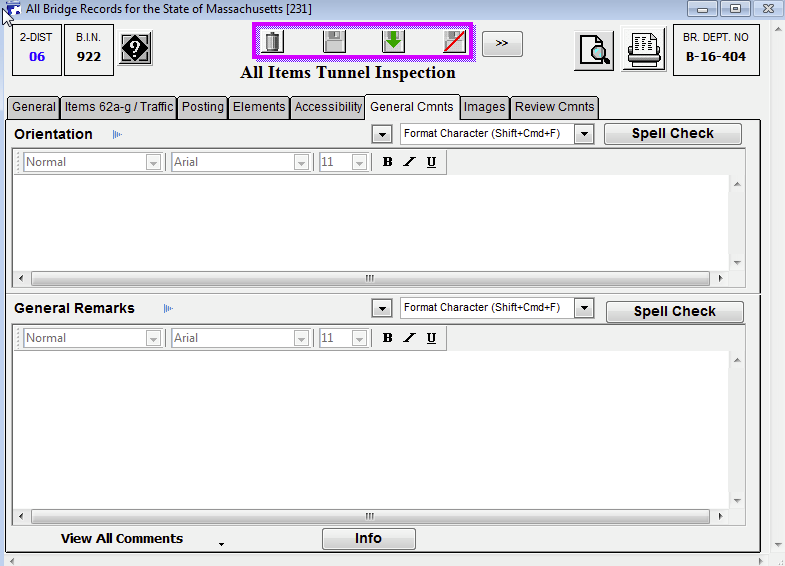 All Bridge Records for the State of Massachusetts [231]
2-DIST
06
B.I.N.
922
?
>>
BR. DEPT. NO
B-16-404
All Items Tunnel Inspection
General
Items 62a-g / Traffic
Posting
Elements
Accessibility
General Cmnts
Images
Review Cmnts
Orientation
Format Character (Shift+Cmd+F)
Spell Check
Normal
Arial
11
B
I
U
General Remarks
Format Character (Shift+Cmd+F)
Spell Check
Normal
Arial
11
B
I
U
View All Comments
Info